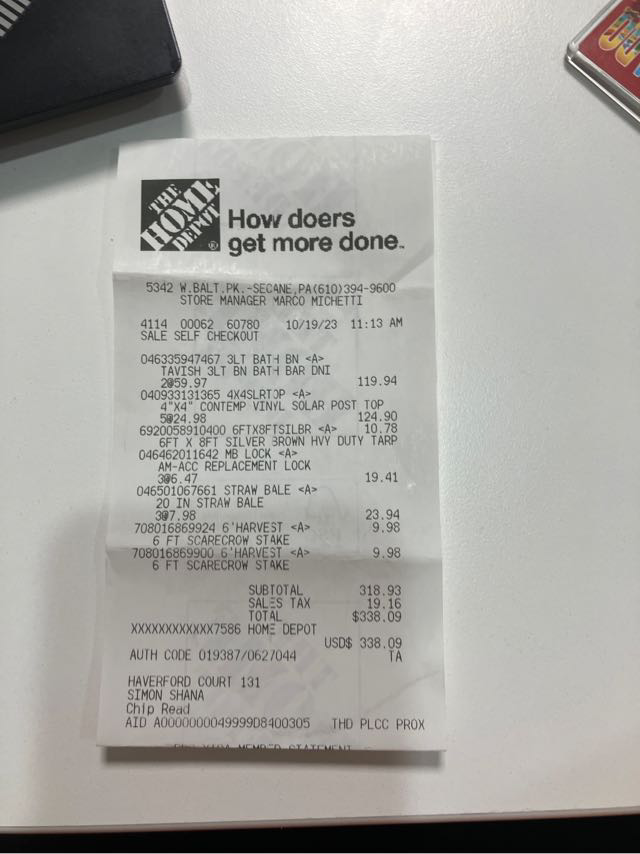 THE
HOME
DEPOT
®
How doers
get more done™
5342 W.BALT.PK.-SECANE,PA(610)394-9600
STORE MANAGER MARCO MICHETTI
4114 00062 60780 10/19/23 11:13 AM
SALE SELF CHECKOUT
046335947467 3LT BATH BN <A>
TAVISH 3LT BN BATH BAR DNI
2@59.97 119.94
040933131365 4X4SLRTOP <A>
4"X4" CONTEMP VINYL SOLAR POST TOP
5@24.98 124.90
6920058910400 6FTX8FTSILBR <A> 10.78
6FT X 8FT SILVER BROWN HVY DUTY TARP
046462011642 MB LOCK <A>
AM-ACC REPLACEMENT LOCK
3@6.47 19.41
046501067661 STRAW BALE <A>
20 IN STRAW BALE
3@7.98 23.94
708016869924 6'HARVEST <A> 9.98
6 FT SCARECROW STAKE
708016869900 6'HARVEST <A> 9.98
6 FT SCARECROW STAKE
SUBTOTAL 318.93
SALES TAX 19.16
TOTAL $338.09
XXXXXXXXXXXX7586 HOME DEPOT
USD$ 338.09
AUTH CODE 019387/0627044 TA
HAVERFORD COURT 131
SIMON SHANA
Chip Read
AID A0000000049999D8400305 THD PLCC PROX